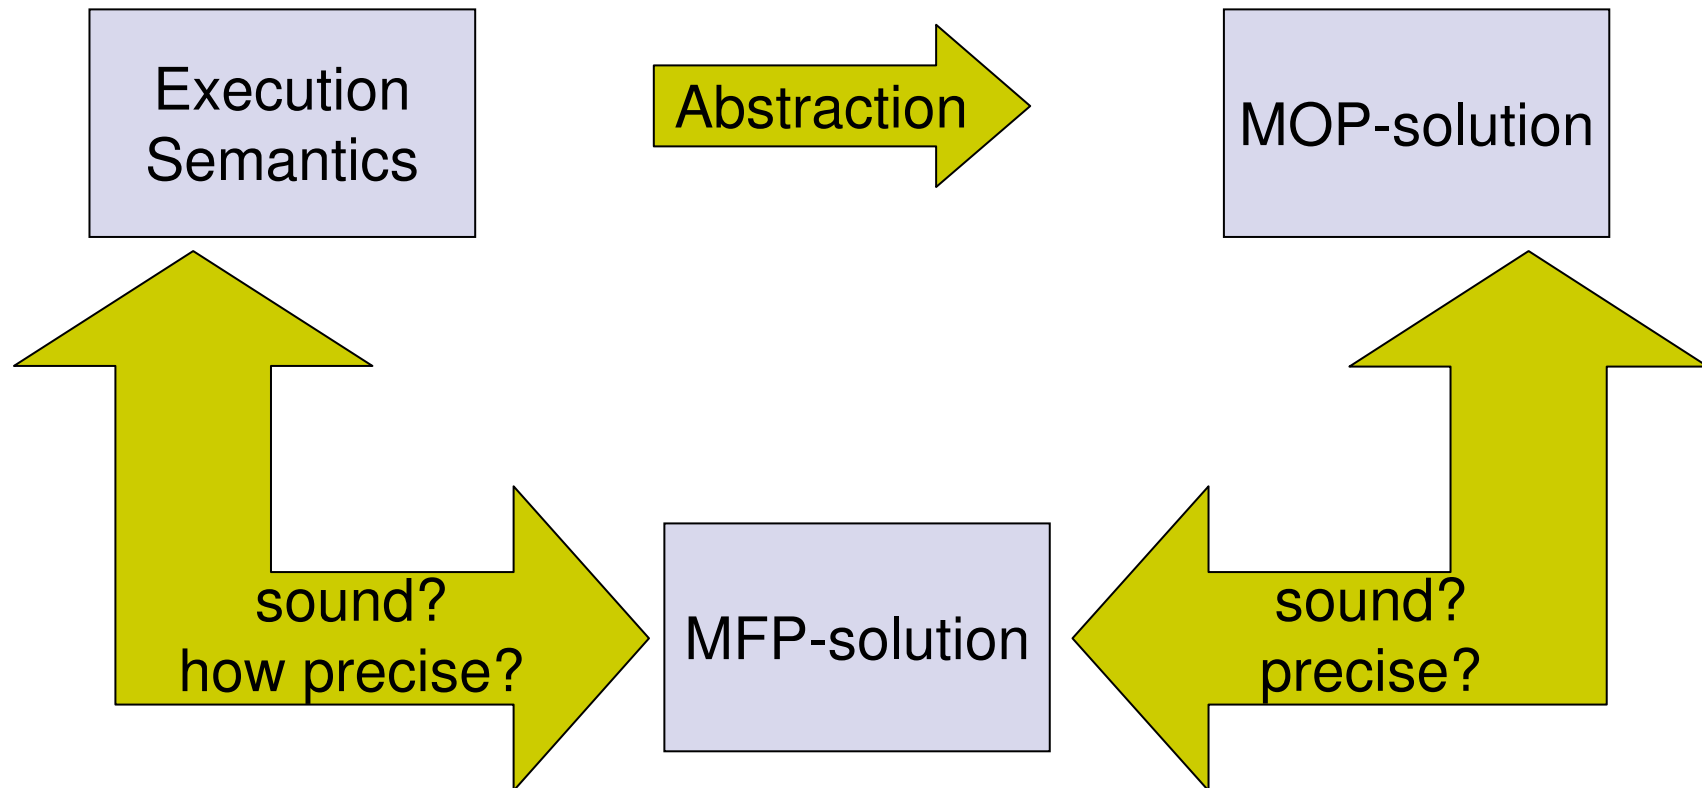 Execution
Semantics
Abstraction
MOP-solution
sound?
how precise?
MFP-solution
sound?
precise?